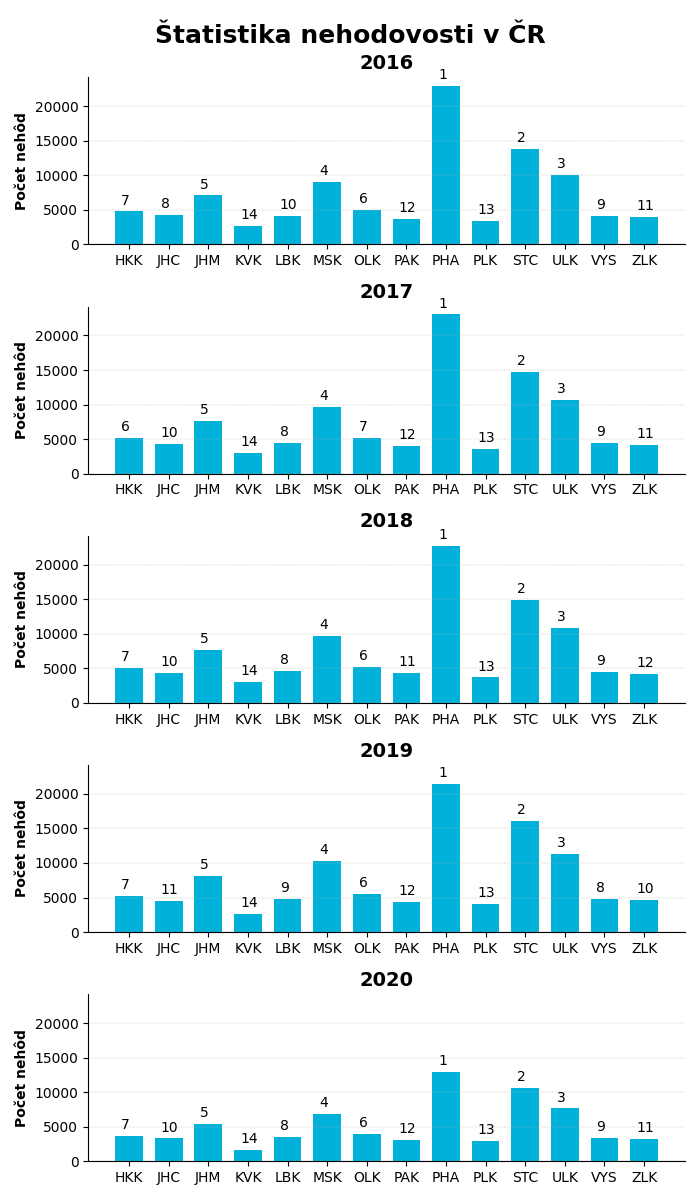 Štatistika nehodovosti v ČR
2016
Počet nehôd
20000
15000
10000
5000
0
7 8 5 14 10 4 6 12 1 13 2 3 9 11
HKK JHC JHM KVK LBK MSK OLK PAK PHA PLK STC ULK VYS ZLK
2017
Počet nehôd
20000
15000
10000
5000
0
6 10 5 14 8 4 7 12 1 13 2 3 9 11
HKK JHC JHM KVK LBK MSK OLK PAK PHA PLK STC ULK VYS ZLK
2018
Počet nehôd
20000
15000
10000
5000
0
7 10 5 14 8 4 6 11 1 13 2 3 9 12
HKK JHC JHM KVK LBK MSK OLK PAK PHA PLK STC ULK VYS ZLK
2019
Počet nehôd
20000
15000
10000
5000
0
7 11 5 14 9 4 6 12 1 13 2 3 8 10
HKK JHC JHM KVK LBK MSK OLK PAK PHA PLK STC ULK VYS ZLK
2020
Počet nehôd
20000
15000
10000
5000
0
7 10 5 14 8 4 6 12 1 13 2 3 9 11
HKK JHC JHM KVK LBK MSK OLK PAK PHA PLK STC ULK VYS ZLK